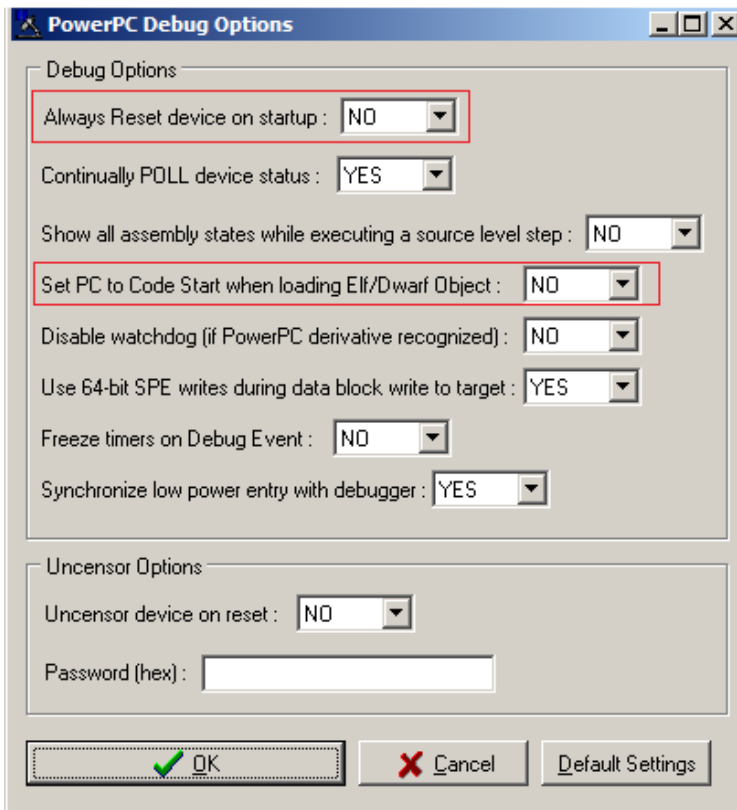 PowerPC Debug Options
Debug Options
Always Reset device on startup : NO
Continually POLL device status : YES
Show all assembly states while executing a source level step : NO
Set PC to Code Start when loading Elf/Dwarf Object : NO
Disable watchdog (if PowerPC derivative recognized) : NO
Use 64-bit SPE writes during data block write to target : YES
Freeze timers on Debug Event : NO
Synchronize low power entry with debugger : YES
Uncensor Options
Uncensor device on reset : NO
Password (hex) :
OK Cancel Default Settings